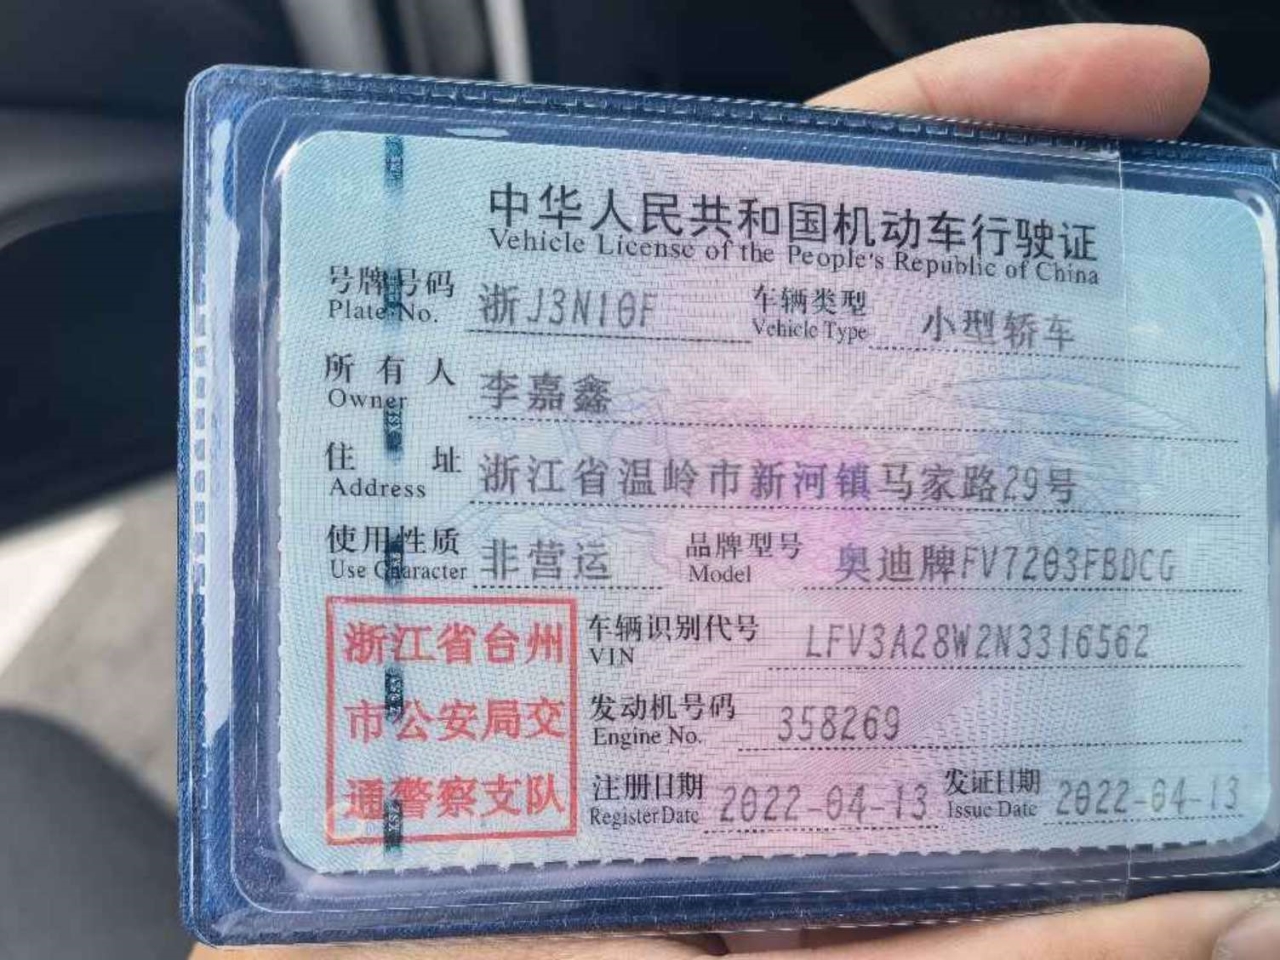 中华人民共和国机动车行驶证
Vehicle License of the People's Republic of China
号牌号码 浙J3N10F 车辆类型 小型轿车
Plate No. Vehicle Type
所有人 李嘉鑫
Owner
住址 浙江省温岭市新河镇马家路29号
Address
使用性质 非营运 品牌型号 奥迪牌FV7203FBDCG
Use Character Model
浙江省台州
市公安局交
通警察支队
车辆识别代号 LFV3A28W2N3316562
VIN
发动机号码 358269
Engine No.
注册日期 2022-04-13 发证日期 2022-04-13
Register Date Issue Date